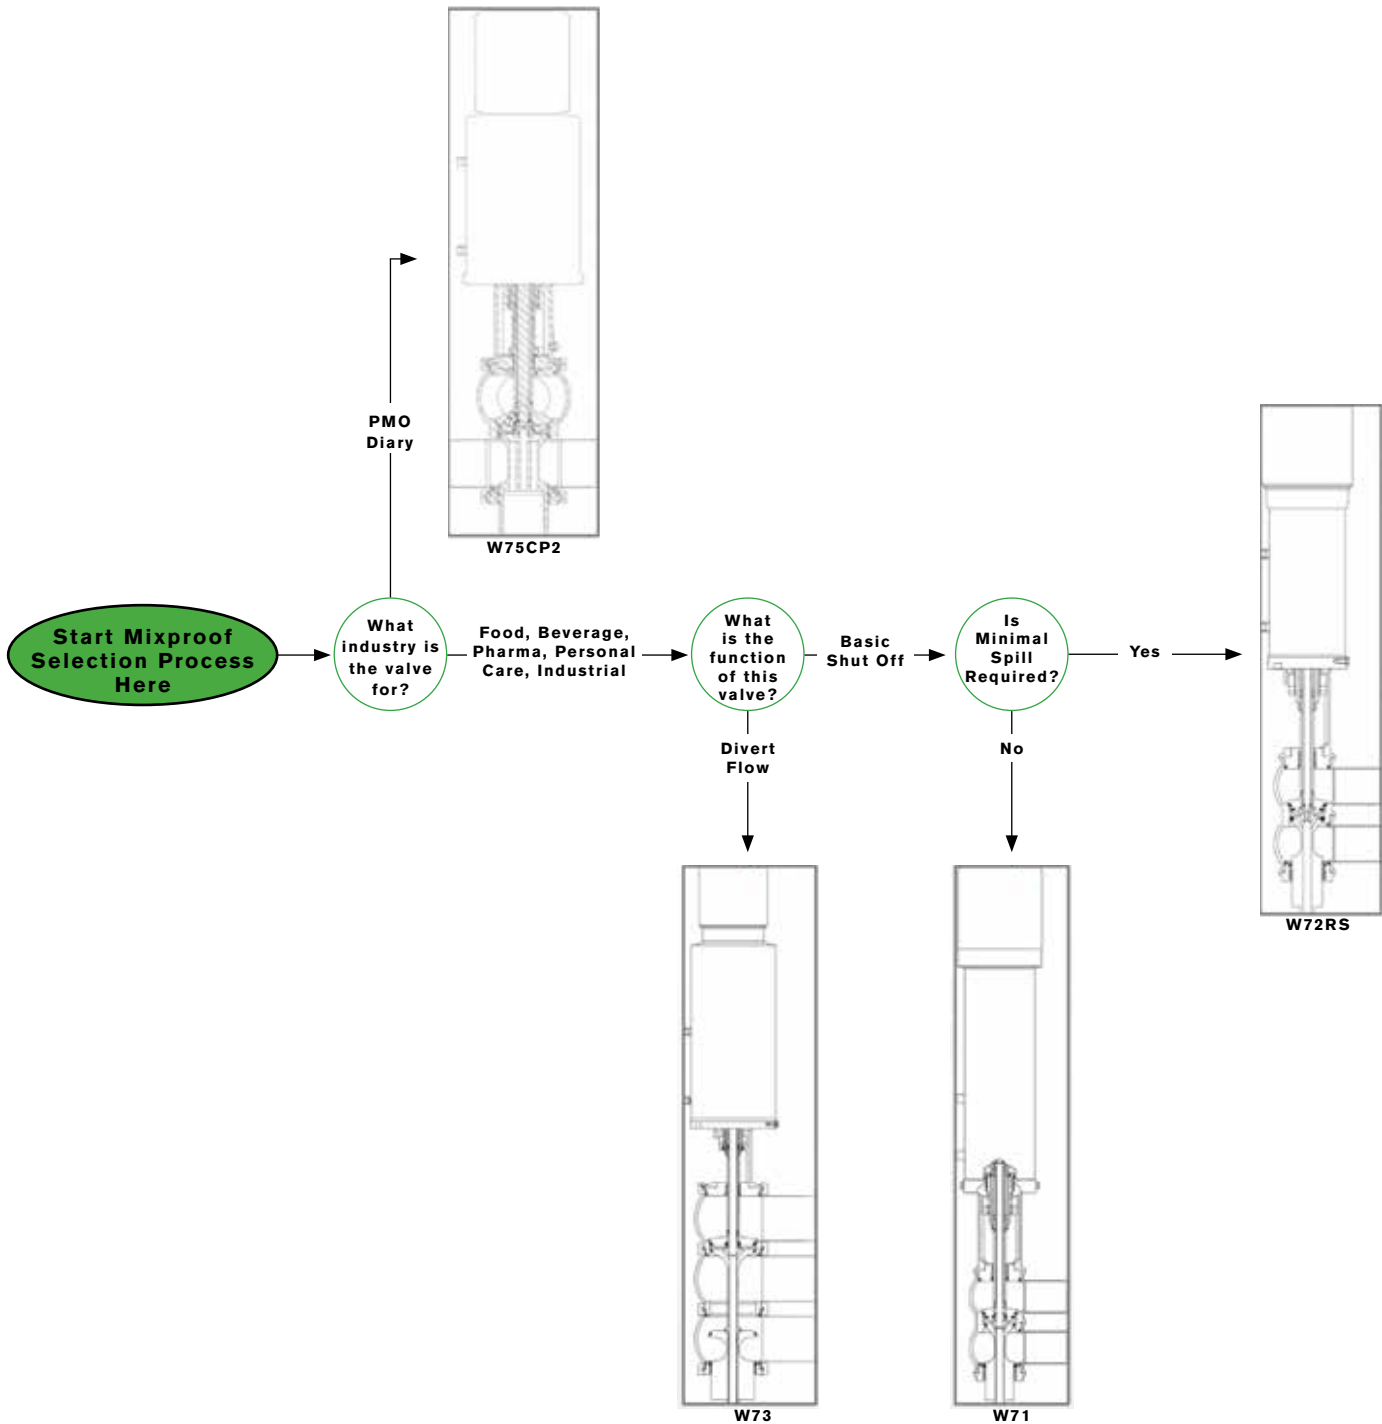 PMO
Diary
W75CP2
Start Mixproof
Selection Process
Here
What
industry is
the valve
for?
Food, Beverage,
Pharma, Personal
Care, Industrial
What
is the
function
of this
valve?
Basic
Shut Off
Is
Minimal
Spill
Required?
Yes
W72RS
Divert
Flow
No
W73
W71